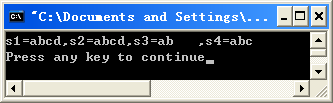 "C:\Documents and Settings\...
s1=abcd,s2=abcd,s3=ab   ,s4=abc
Press any key to continue